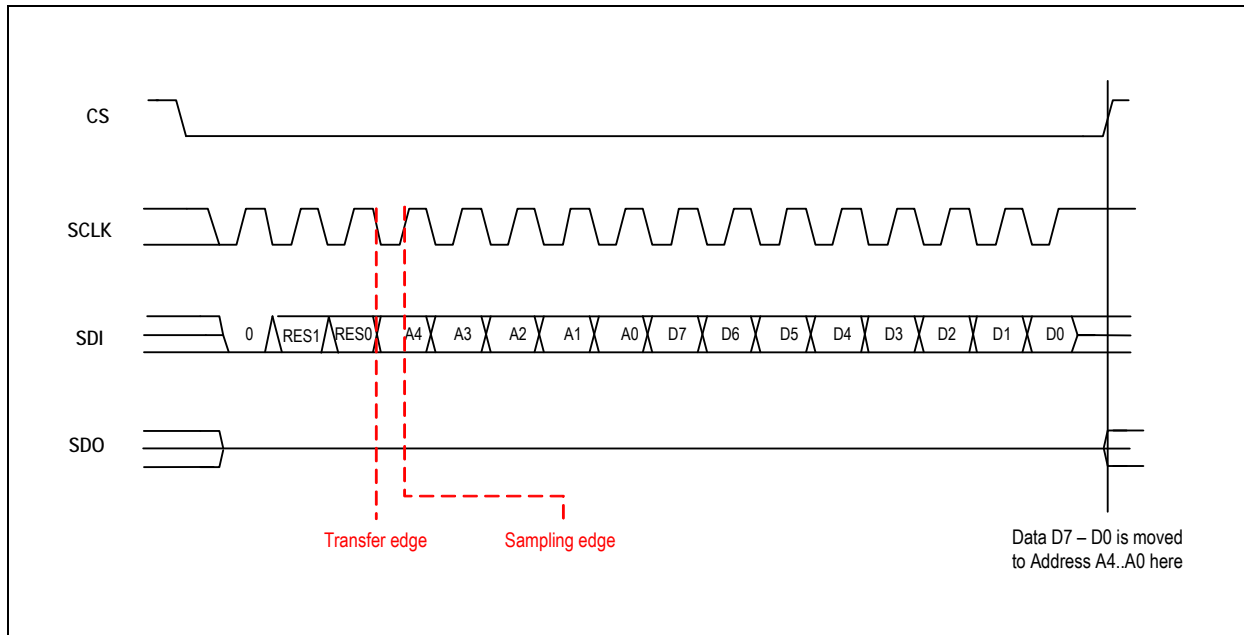 CS
SCLK
SDI
0 RES1 RES0 A4 A3 A2 A1 A0 D7 D6 D5 D4 D3 D2 D1 D0
SDO
Transfer edge
Sampling edge
Data D7 – D0 is moved
to Address A4..A0 here